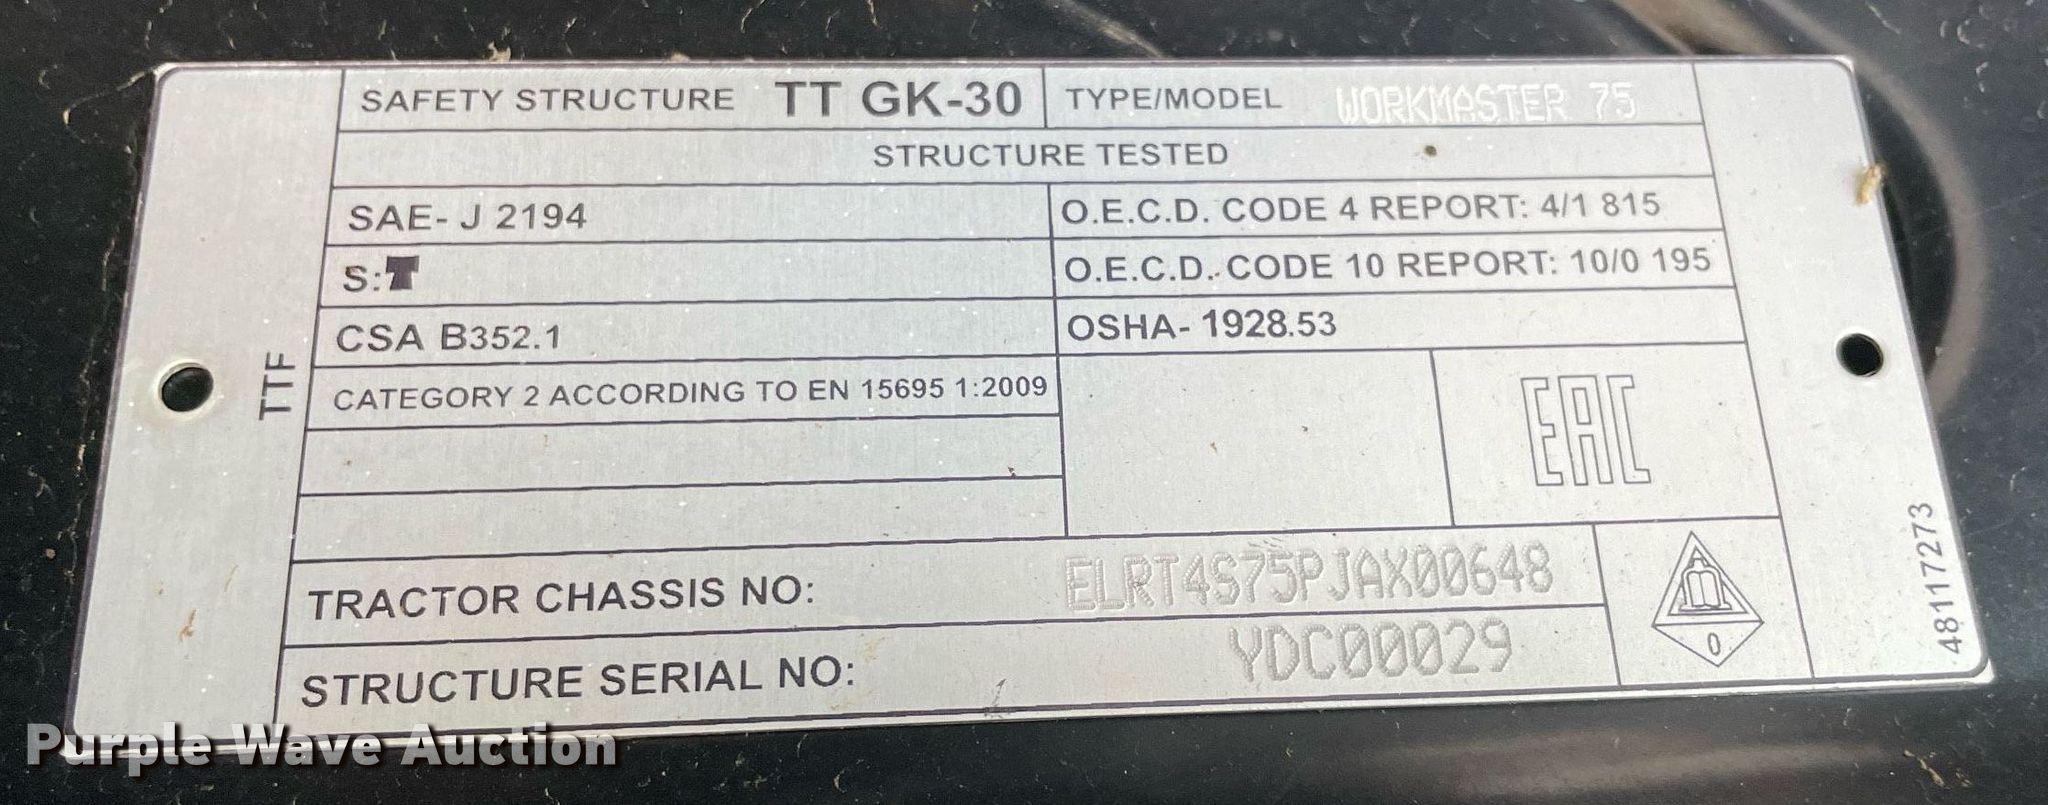 SAFETY STRUCTURE TT GK-30 TYPE/MODEL WORKMASTER 75
STRUCTURE TESTED
SAE- J 2194 O.E.C.D. CODE 4 REPORT: 4/1 815
S:T O.E.C.D. CODE 10 REPORT: 10/0 195
CSA B352.1 OSHA- 1928.53
CATEGORY 2 ACCORDING TO EN 15695 1:2009
TTF
EAC
TRACTOR CHASSIS NO: ELRT4S75PJAX00648
STRUCTURE SERIAL NO: YDC00029
0
48117273
Purple Wave Auction